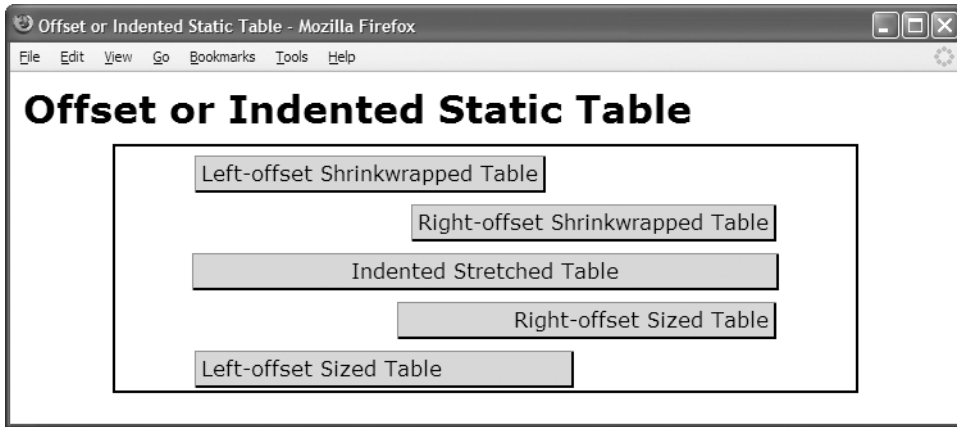 Offset or Indented Static Table - Mozilla Firefox
File Edit View Go Bookmarks Tools Help
Offset or Indented Static Table
Left-offset Shrinkwrapped Table
Right-offset Shrinkwrapped Table
Indented Stretched Table
Right-offset Sized Table
Left-offset Sized Table